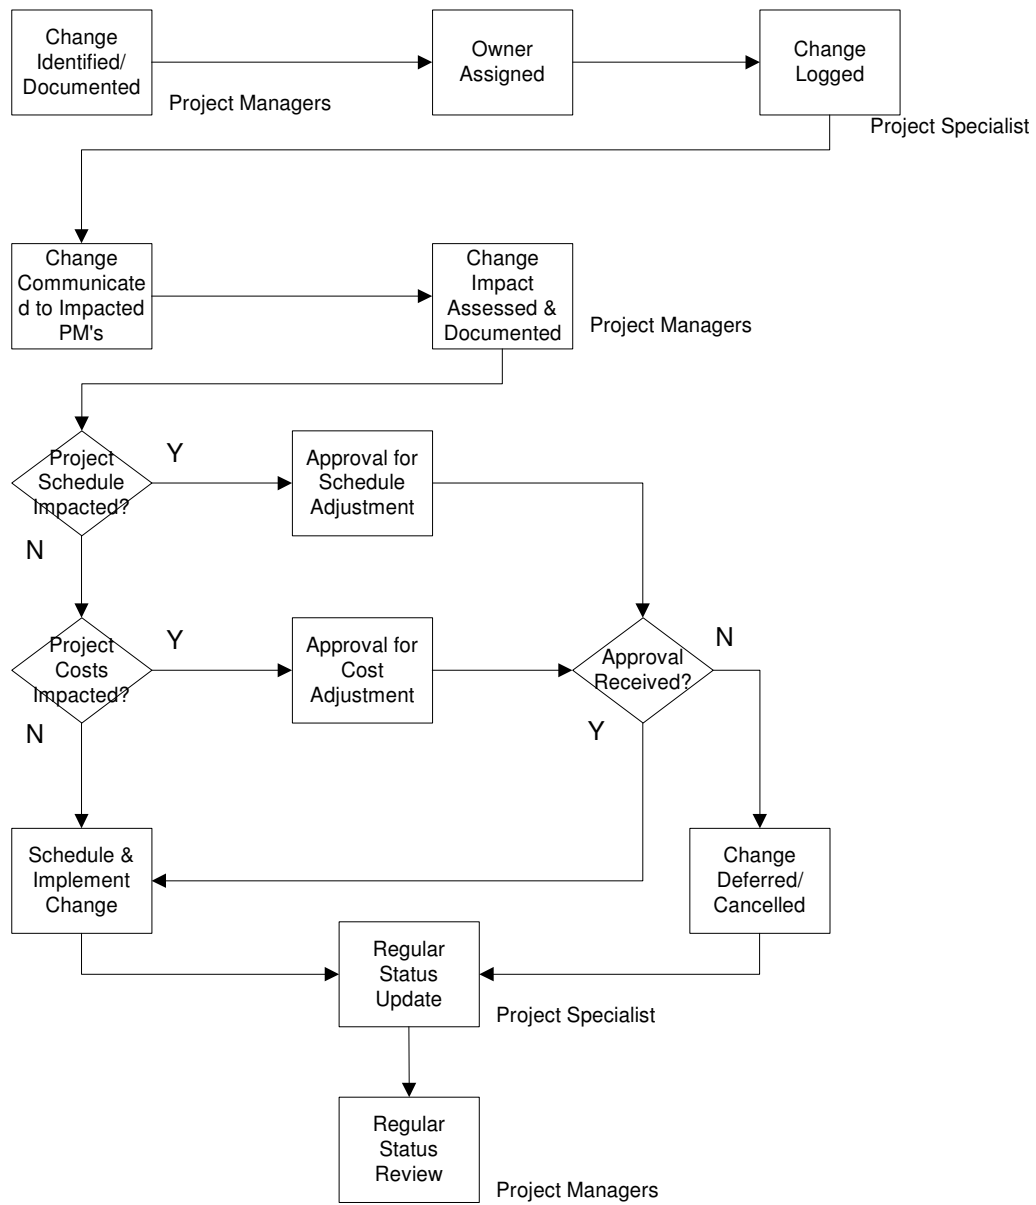 Change
Identified/
Documented
Project Managers
Owner
Assigned
Change
Logged
Project Specialist
Change
Communicate
d to Impacted
PM's
Change
Impact
Assessed &
Documented
Project Managers
Project
Schedule
Impacted?
Y
N
Approval for
Schedule
Adjustment
Project
Costs
Impacted?
Y
N
Approval for
Cost
Adjustment
Approval
Received?
N
Y
Schedule &
Implement
Change
Change
Deferred/
Cancelled
Regular
Status
Update
Project Specialist
Regular
Status
Review
Project Managers